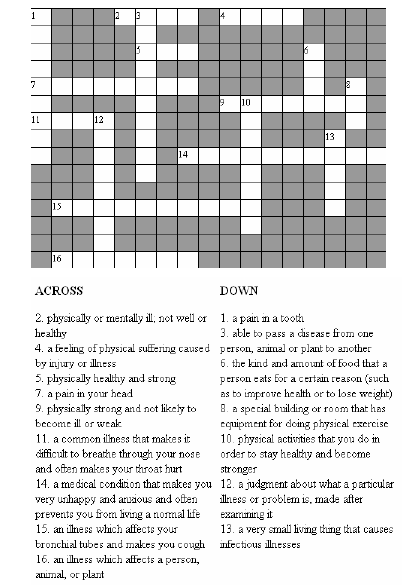 1 2 3 4
5 6
7 8
9 10
11 12
13
14
15
16
ACROSS
2. physically or mentally ill; not well or
healthy
4. a feeling of physical suffering caused
by injury or illness
5. physically healthy and strong
7. a pain in your head
9. physically strong and not likely to
become ill or weak
11. a common illness that makes it
difficult to breathe through your nose
and often makes your throat hurt
14. a medical condition that makes you
very unhappy and anxious and often
prevents you from living a normal life
15. an illness which affects your
bronchial tubes and makes you cough
16. an illness which affects a person,
animal, or plant
DOWN
1. a pain in a tooth
3. able to pass a disease from one
person, animal or plant to another
6. the kind and amount of food that a
person eats for a certain reason (such
as to improve health or to lose weight)
8. a special building or room that has
equipment for doing physical exercise
10. physical activities that you do in
order to stay healthy and become
stronger
12. a judgment about what a particular
illness or problem is, made after
examining it
13. a very small living thing that causes
infectious illnesses